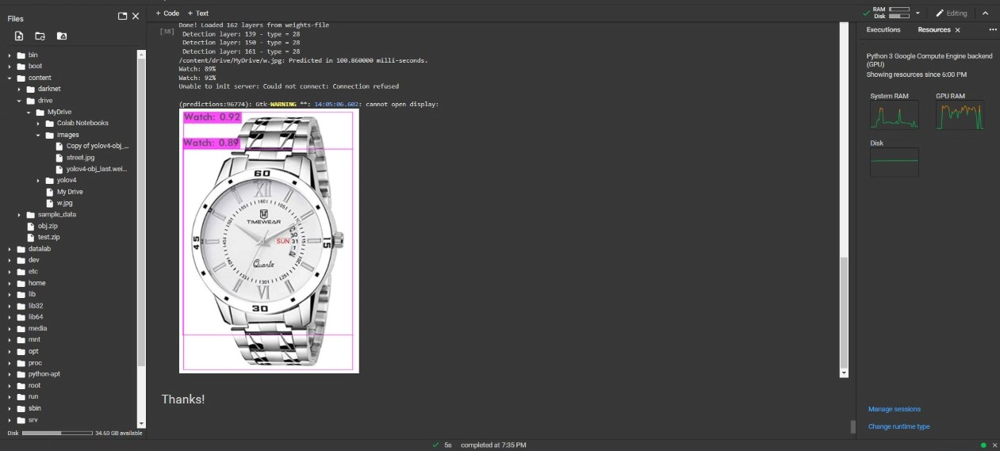 Files
bin
boot
content
darknet
drive
MyDrive
Colab Notebooks
images
Copy of yolov4-obj_...
street.jpg
yolov4-obj_last.wei...
yolov4
My Drive
w.jpg
sample_data
obj.zip
test.zip
datalab
dev
etc
home
lib
lib32
lib64
media
mnt
opt
proc
python-apt
root
run
sbin
srv
Disk 34.60 GB available
+ Code + Text
[38]
Done! Loaded 162 layers from weights-file
Detection layer: 139 - type = 28
Detection layer: 150 - type = 28
Detection layer: 161 - type = 28
/content/drive/MyDrive/w.jpg: Predicted in 100.860000 milli-seconds.
Watch: 89%
Watch: 92%
Unable to init server: Could not connect: Connection refused
(predictions:96774): Gtk-WARNING **: 14:05:06.602: cannot open display:
Watch: 0.92
Watch: 0.89
60
XII
TIMEWEAR
45
SUN 31
30
1
15
Quartz
VI
30
Thanks!
RAM
Disk
Editing
Executions Resources
Python 3 Google Compute Engine backend
(GPU)
Showing resources since 6:00 PM
System RAM GPU RAM
Disk
Manage sessions
Change runtime type
5s completed at 7:35 PM